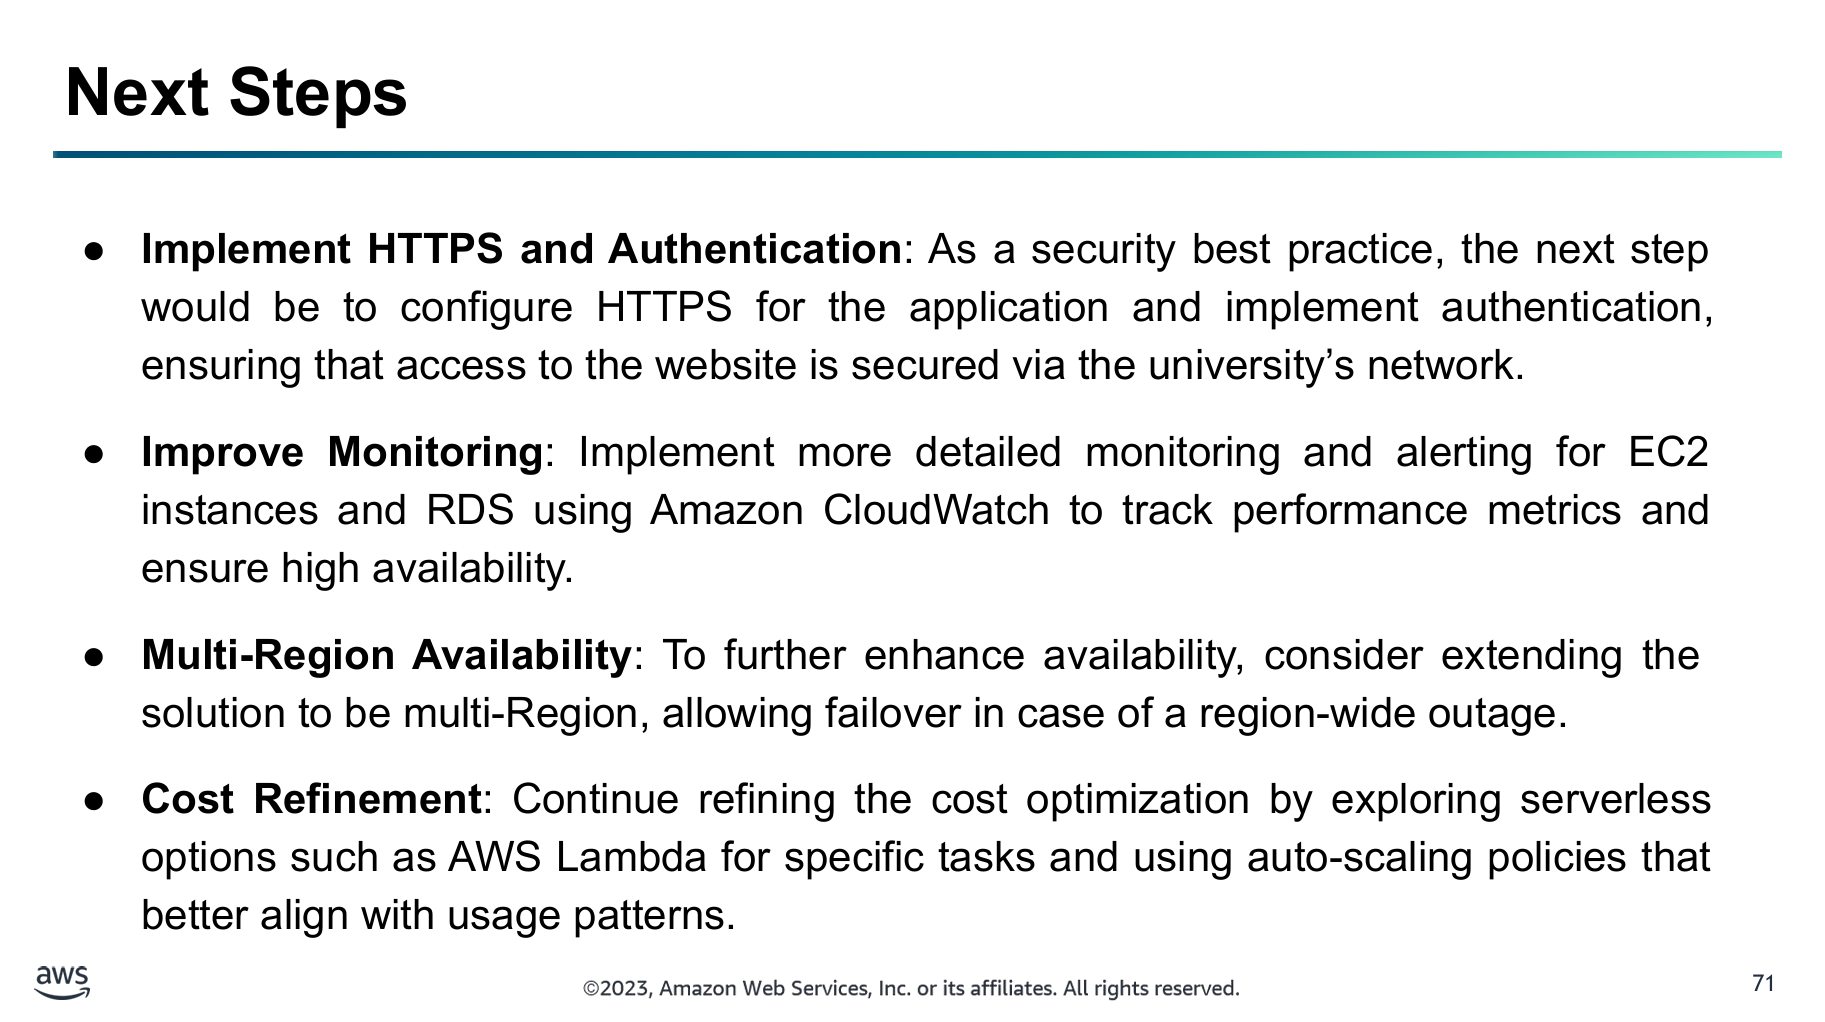 Next Steps
● Implement HTTPS and Authentication: As a security best practice, the next step
would be to configure HTTPS for the application and implement authentication,
ensuring that access to the website is secured via the university’s network.
● Improve Monitoring: Implement more detailed monitoring and alerting for EC2
instances and RDS using Amazon CloudWatch to track performance metrics and
ensure high availability.
● Multi-Region Availability: To further enhance availability, consider extending the
solution to be multi-Region, allowing failover in case of a region-wide outage.
● Cost Refinement: Continue refining the cost optimization by exploring serverless
options such as AWS Lambda for specific tasks and using auto-scaling policies that
better align with usage patterns.
aws
©2023, Amazon Web Services, Inc. or its affiliates. All rights reserved.
71